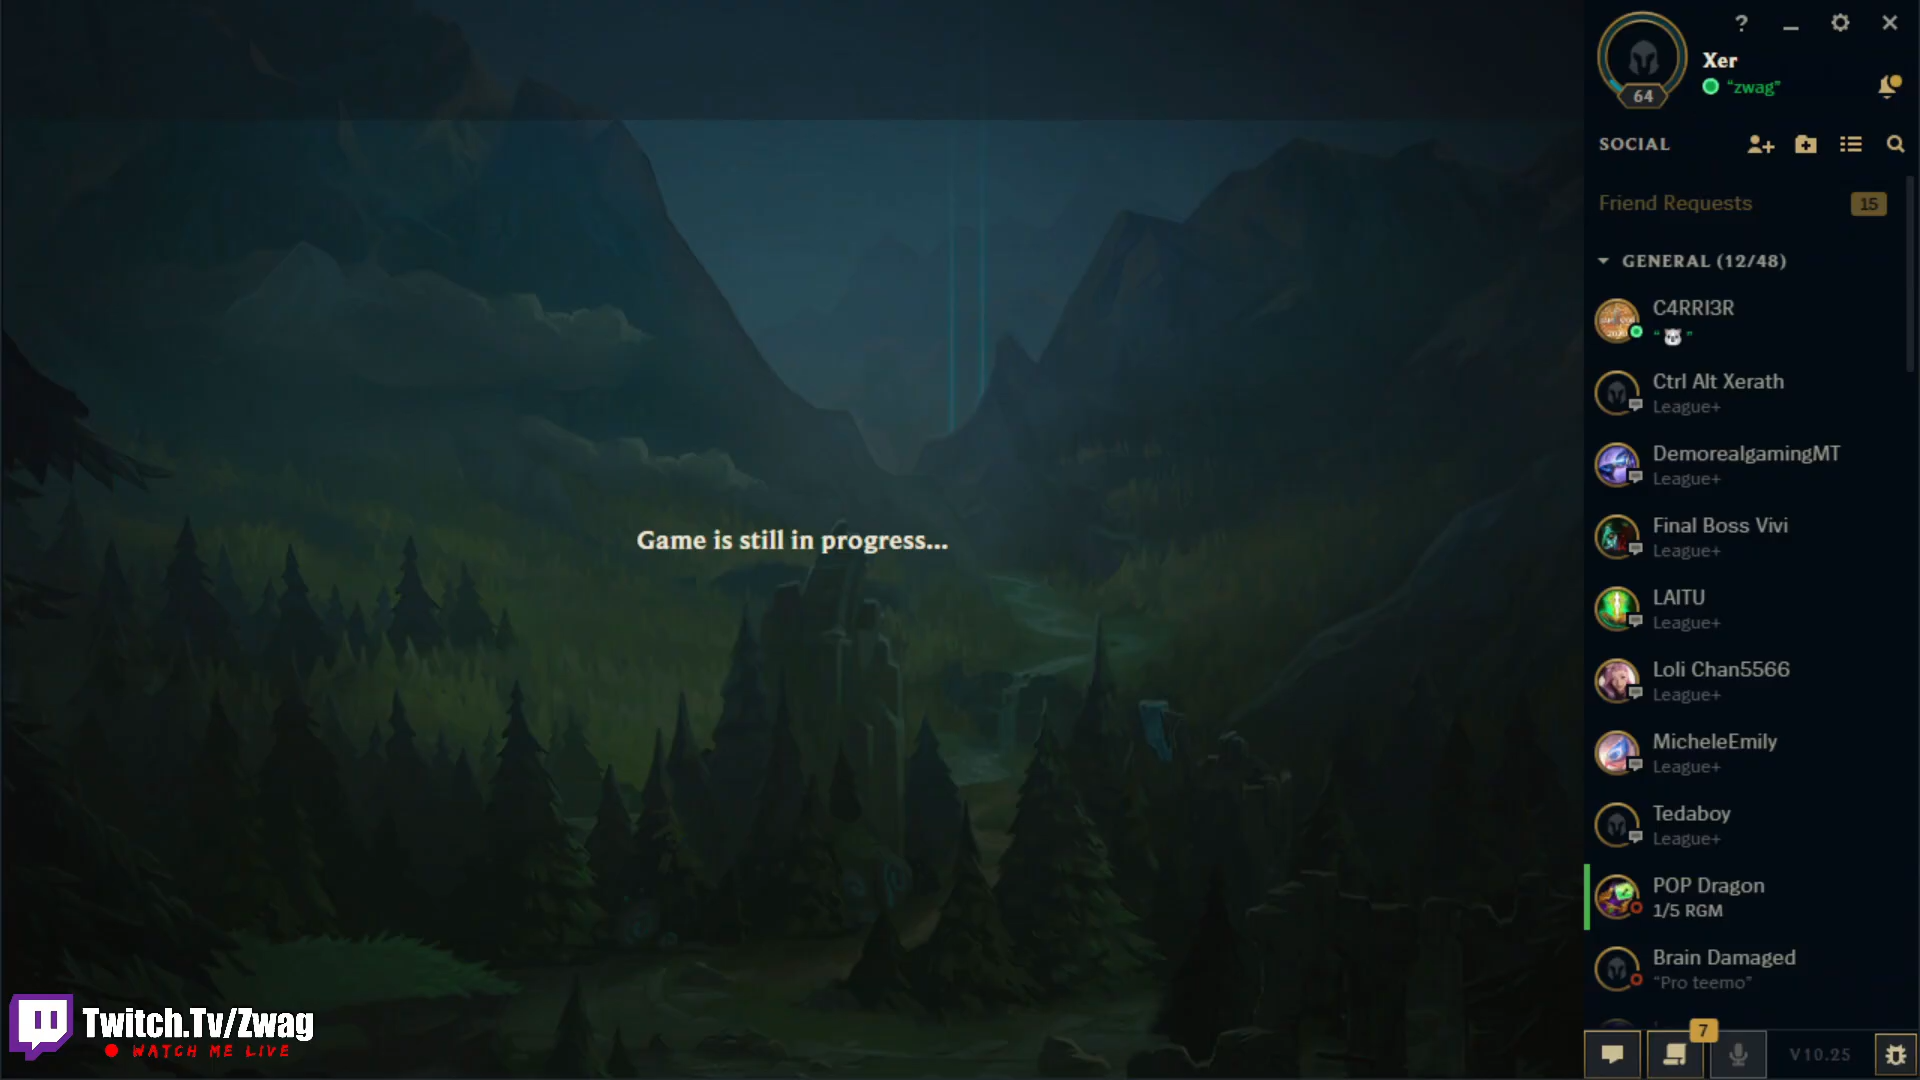 ?
Xer
64
"zwag"
SOCIAL
Friend Requests
15
GENERAL (12/48)
C4RRI3R
Ctrl Alt Xerath
League+
DemorealgamingMT
League+
Final Boss Vivi
League+
LAITU
League+
Loli Chan5566
League+
MicheleEmily
League+
Tedaboy
League+
POP Dragon
1/5 RGM
Brain Damaged
"Pro teemo"
Game is still in progress...
Twitch.Tv/Zwag
WATCH ME LIVE
7
V10.25